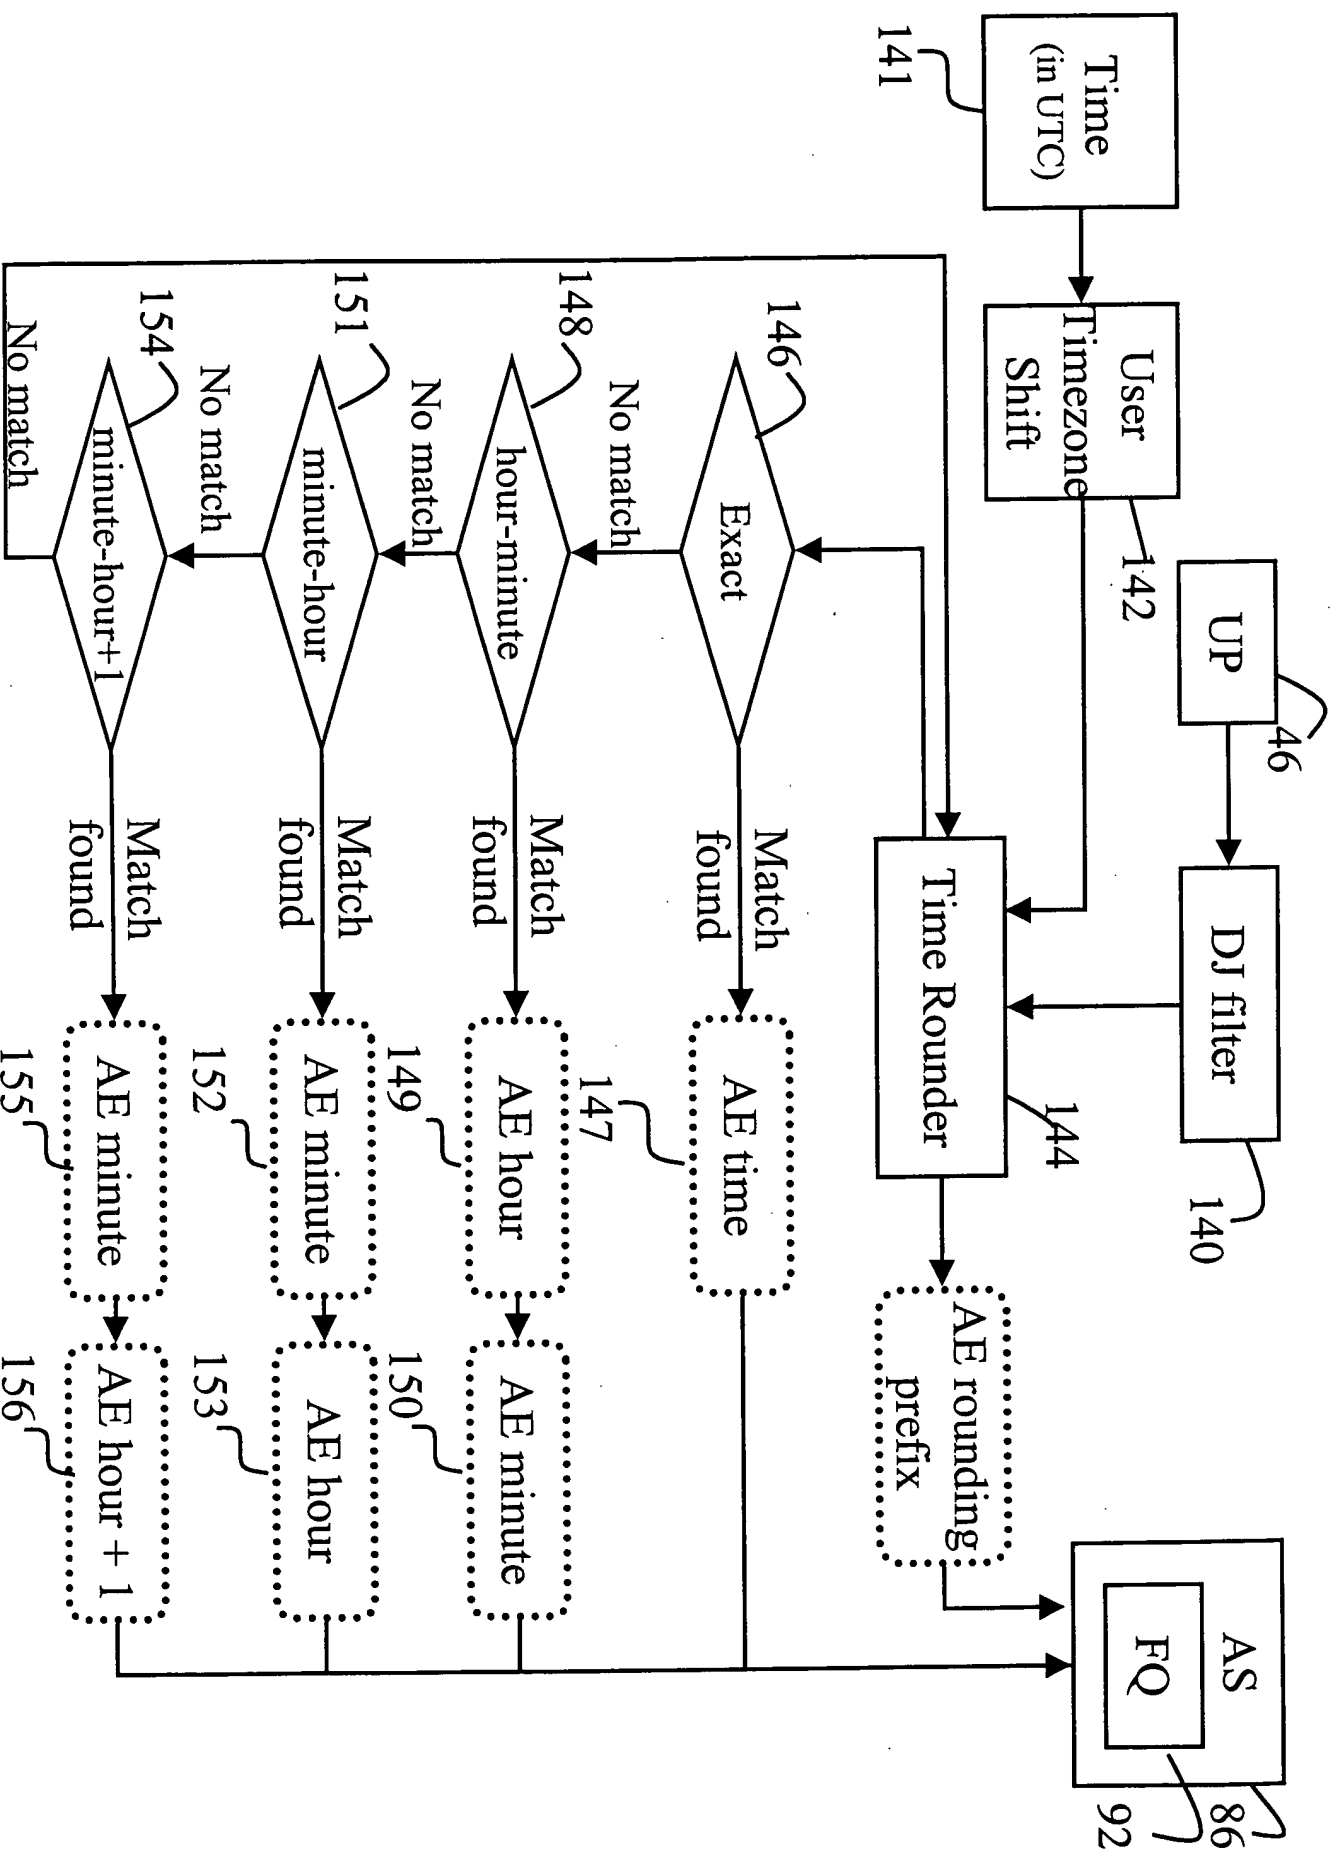 Time
(in UTC)
141
User
Timezone
Shift
142
UP
46
DJ filter
140
Time Rounder
144
AE rounding
prefix
AS
FQ
86
92
146
Exact
No match
Match
found
AE time
147
148
hour-minute
No match
Match
found
AE hour
149
AE minute
150
151
minute-hour
No match
Match
found
AE minute
152
AE hour
153
154
minute-hour+1
No match
Match
found
AE minute
155
AE hour + 1
156